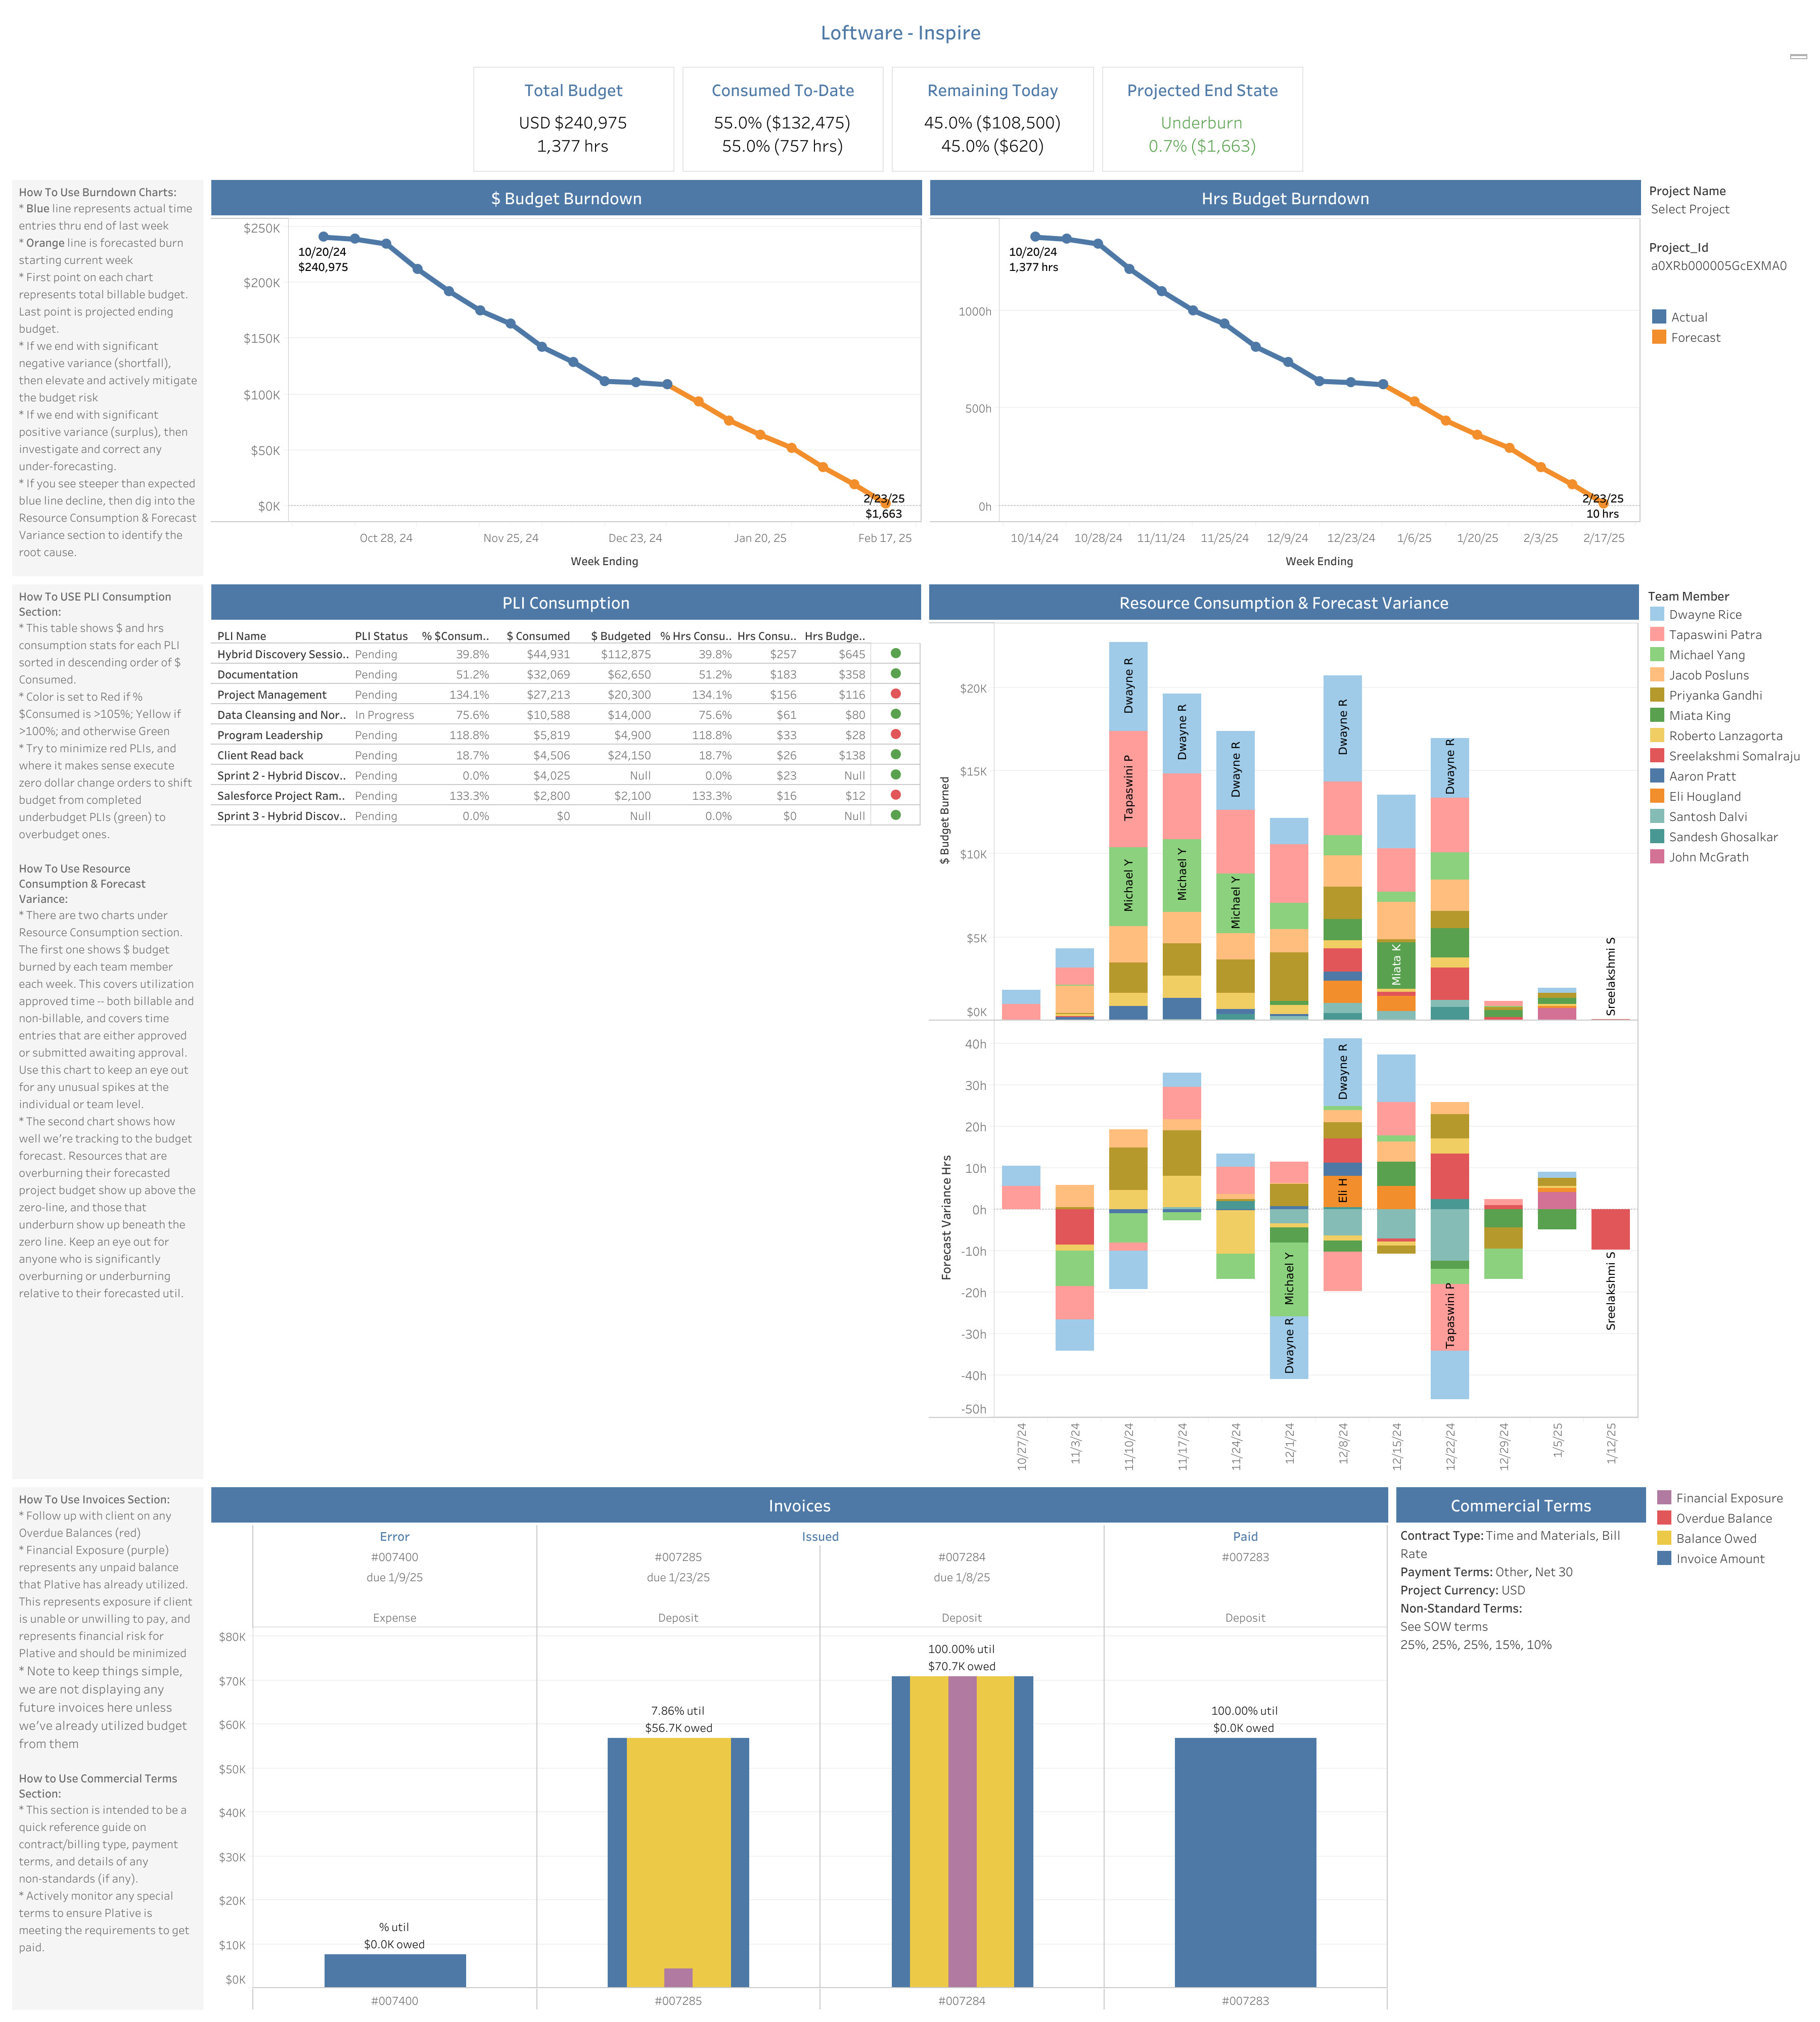 Loftware - Inspire
Total Budget
USD $240,975
1,377 hrs
Consumed To-Date
55.0% ($132,475)
55.0% (757 hrs)
Remaining Today
45.0% ($108,500)
45.0% ($620)
Projected End State
Underburn
0.7% ($1,663)
How To Use Burndown Charts:
* Blue line represents actual time
entries thru end of last week
* Orange line is forecasted burn
starting current week
* First point on each chart
represents total billable budget.
Last point is projected ending
budget.
* If we end with significant
negative variance (shortfall),
then elevate and actively mitigate
the budget risk
* If we end with significant
positive variance (surplus), then
investigate and correct any
under-forecasting.
* If you see steeper than expected
blue line decline, then dig into the
Resource Consumption & Forecast
Variance section to identify the
root cause.
$ Budget Burndown
$250K
$200K
$150K
$100K
$50K
$0K
10/20/24
$240,975
2/23/25
$1,663
Oct 28, 24
Nov 25, 24
Dec 23, 24
Jan 20, 25
Feb 17, 25
Week Ending
Hrs Budget Burndown
1000h
500h
0h
10/20/24
1,377 hrs
2/23/25
10 hrs
10/14/24
10/28/24
11/11/24
11/25/24
12/9/24
12/23/24
1/6/25
1/20/25
2/3/25
2/17/25
Week Ending
Project Name
Select Project
Project_Id
a0XRb000005GcEXMA0
Actual
Forecast
How To USE PLI Consumption
Section:
* This table shows $ and hrs
consumption stats for each PLI
sorted in descending order of $
Consumed.
* Color is set to Red if %
$Consumed is >105%; Yellow if
>100%; and otherwise Green
* Try to minimize red PLIs, and
where it makes sense execute
zero dollar change orders to shift
budget from completed
underbudget PLIs (green) to
overbudget ones.
How To Use Resource
Consumption & Forecast
Variance:
* There are two charts under
Resource Consumption section.
The first one shows $ budget
burned by each team member
each week. This covers utilization
approved time -- both billable and
non-billable, and covers time
entries that are either approved
or submitted awaiting approval.
Use this chart to keep an eye out
for any unusual spikes at the
individual or team level.
* The second chart shows how
well we're tracking to the budget
forecast. Resources that are
overburning their forecasted
project budget show up above the
zero-line, and those that
underburn show up beneath the
zero line. Keep an eye out for
anyone who is significantly
overburning or underburning
relative to their forecasted util.
PLI Consumption
PLI Name PLI Status % $Consum.. $ Consumed $ Budgeted % Hrs Consu.. Hrs Consu.. Hrs Budge..
Hybrid Discovery Sessio.. Pending 39.8% $44,931 $112,875 39.8% $257 $645
Documentation Pending 51.2% $32,069 $62,650 51.2% $183 $358
Project Management Pending 134.1% $27,213 $20,300 134.1% $156 $116
Data Cleansing and Nor.. In Progress 75.6% $10,588 $14,000 75.6% $61 $80
Program Leadership Pending 118.8% $5,819 $4,900 118.8% $33 $28
Client Read back Pending 18.7% $4,506 $24,150 18.7% $26 $138
Sprint 2 - Hybrid Discov.. Pending 0.0% $4,025 Null 0.0% $23 Null
Salesforce Project Ram.. Pending 133.3% $2,800 $2,100 133.3% $16 $12
Sprint 3 - Hybrid Discov.. Pending 0.0% $0 Null 0.0% $0 Null
Resource Consumption & Forecast Variance
$ Budget Burned
$20K
$15K
$10K
$5K
$0K
Dwayne R
Tapaswini P
Michael Y
Dwayne R
Michael Y
Dwayne R
Michael Y
Dwayne R
Miata K
Dwayne R
Sreelakshmi S
Forecast Variance Hrs
40h
30h
20h
10h
0h
-10h
-20h
-30h
-40h
-50h
Michael Y
Dwayne R
Dwayne R
Eli H
Tapaswini P
Sreelakshmi S
10/27/24
11/3/24
11/10/24
11/17/24
11/24/24
12/1/24
12/8/24
12/15/24
12/22/24
12/29/24
1/5/25
1/12/25
Team Member
Dwayne Rice
Tapaswini Patra
Michael Yang
Jacob Posluns
Priyanka Gandhi
Miata King
Roberto Lanzagorta
Sreelakshmi Somalraju
Aaron Pratt
Eli Hougland
Santosh Dalvi
Sandesh Ghosalkar
John McGrath
How To Use Invoices Section:
* Follow up with client on any
Overdue Balances (red)
* Financial Exposure (purple)
represents any unpaid balance
that Plative has already utilized.
This represents exposure if client
is unable or unwilling to pay, and
represents financial risk for
Plative and should be minimized
* Note to keep things simple,
we are not displaying any
future invoices here unless
we've already utilized budget
from them
How to Use Commercial Terms
Section:
* This section is intended to be a
quick reference guide on
contract/billing type, payment
terms, and details of any
non-standards (if any).
* Actively monitor any special
terms to ensure Plative is
meeting the requirements to get
paid.
Invoices
Error
Issued
Paid
#007400
#007285
#007284
#007283
due 1/9/25
due 1/23/25
due 1/8/25
Expense
Deposit
Deposit
Deposit
$80K
$70K
$60K
$50K
$40K
$30K
$20K
$10K
$0K
% util
$0.0K owed
7.86% util
$56.7K owed
100.00% util
$70.7K owed
100.00% util
$0.0K owed
#007400
#007285
#007284
#007283
Commercial Terms
Contract Type: Time and Materials, Bill
Rate
Payment Terms: Other, Net 30
Project Currency: USD
Non-Standard Terms:
See SOW terms
25%, 25%, 25%, 15%, 10%
Financial Exposure
Overdue Balance
Balance Owed
Invoice Amount